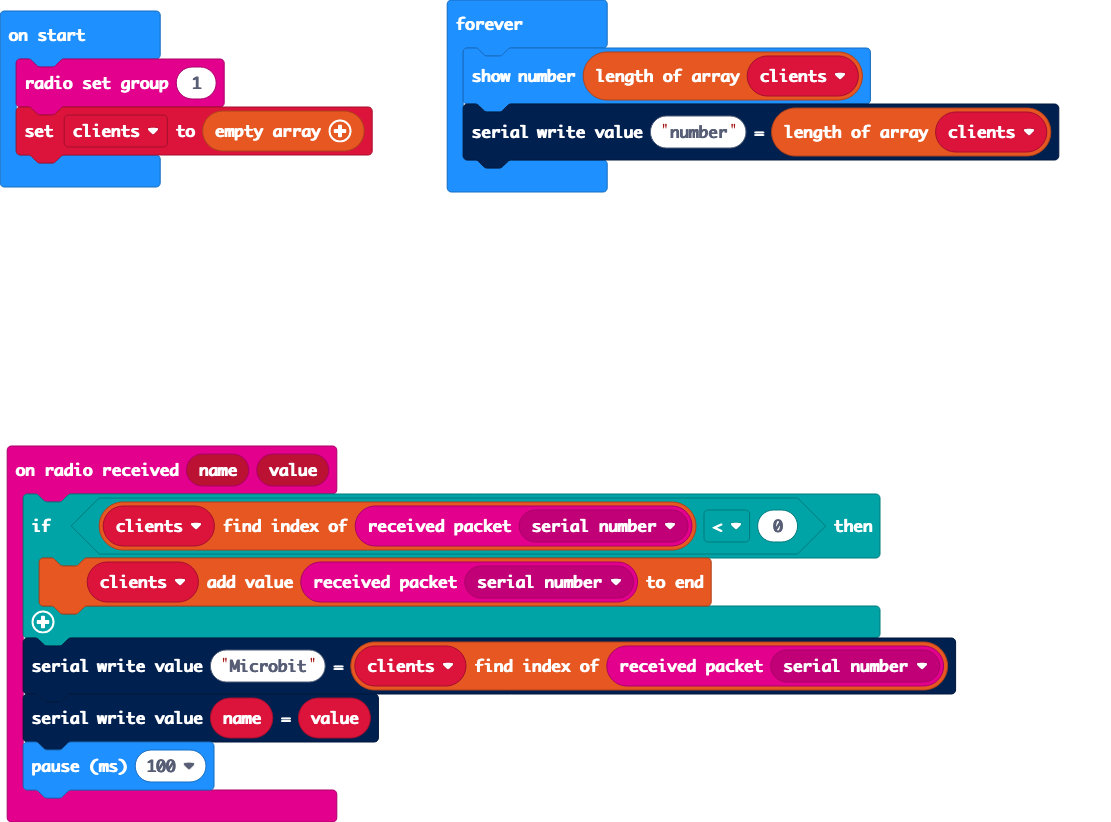 on start
radio set group 1
set clients to empty array
forever
show number length of array clients
serial write value "number" = length of array clients
on radio received name value
if clients find index of received packet serial number < 0 then
clients add value received packet serial number to end
serial write value "Microbit" = clients find index of received packet serial number
serial write value name = value
pause (ms) 100